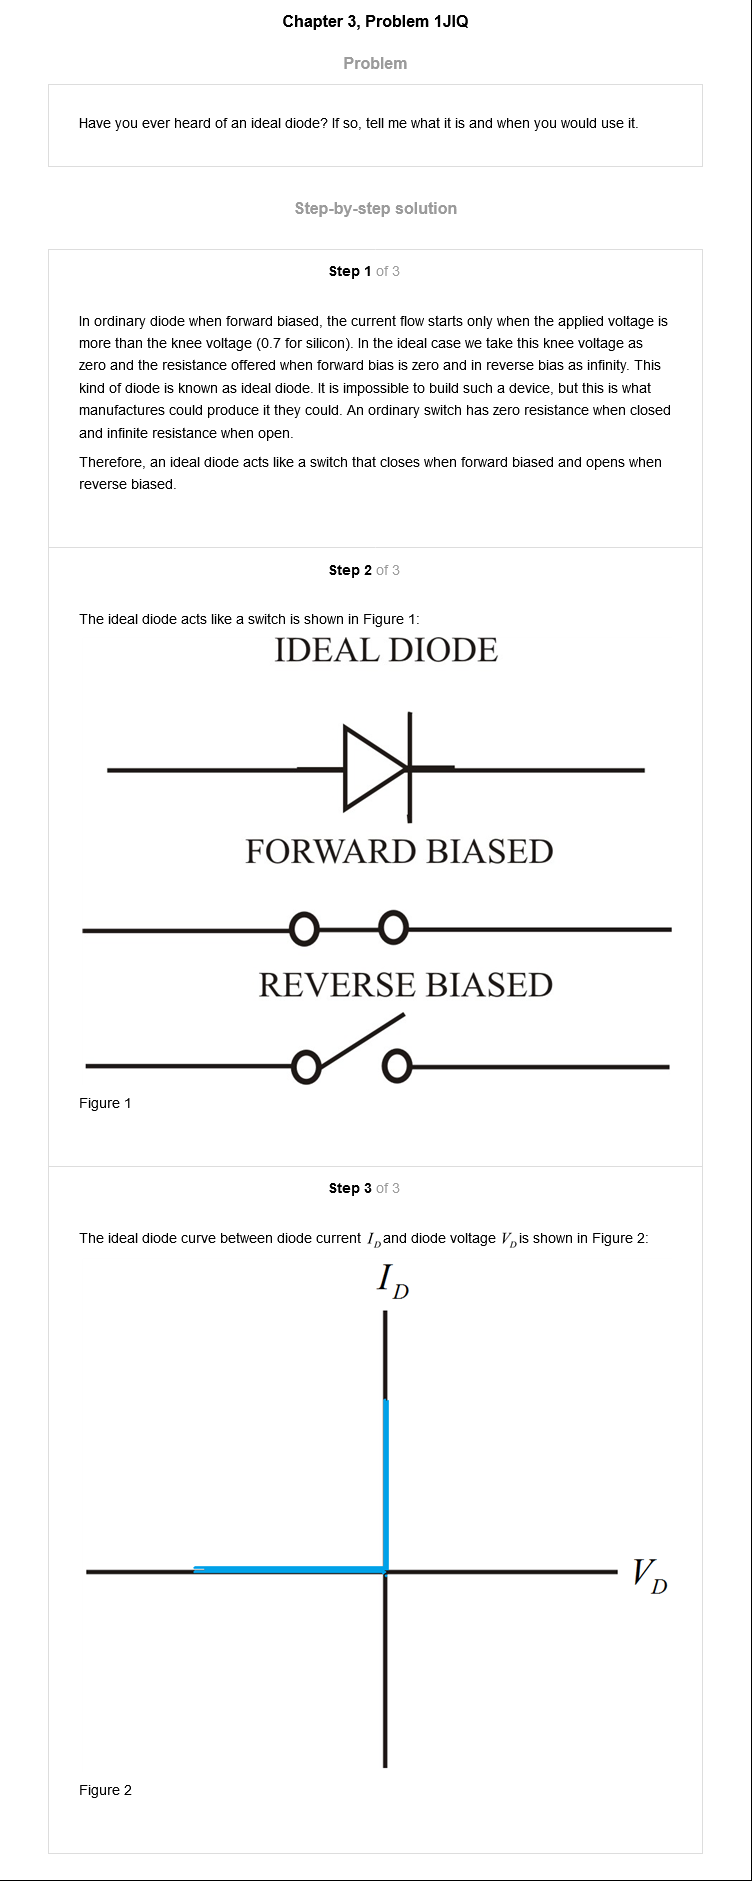 Chapter 3, Problem 1JIQ
Problem
Have you ever heard of an ideal diode? If so, tell me what it is and when you would use it.
Step-by-step solution
Step 1 of 3
In ordinary diode when forward biased, the current flow starts only when the applied voltage is
more than the knee voltage (0.7 for silicon). In the ideal case we take this knee voltage as
zero and the resistance offered when forward bias is zero and in reverse bias as infinity. This
kind of diode is known as ideal diode. It is impossible to build such a device, but this is what
manufactures could produce it they could. An ordinary switch has zero resistance when closed
and infinite resistance when open.
Therefore, an ideal diode acts like a switch that closes when forward biased and opens when
reverse biased.
Step 2 of 3
The ideal diode acts like a switch is shown in Figure 1:
IDEAL DIODE
FORWARD BIASED
REVERSE BIASED
Figure 1
Step 3 of 3
The ideal diode curve between diode current I_D and diode voltage V_D is shown in Figure 2:
I_D
V_D
Figure 2